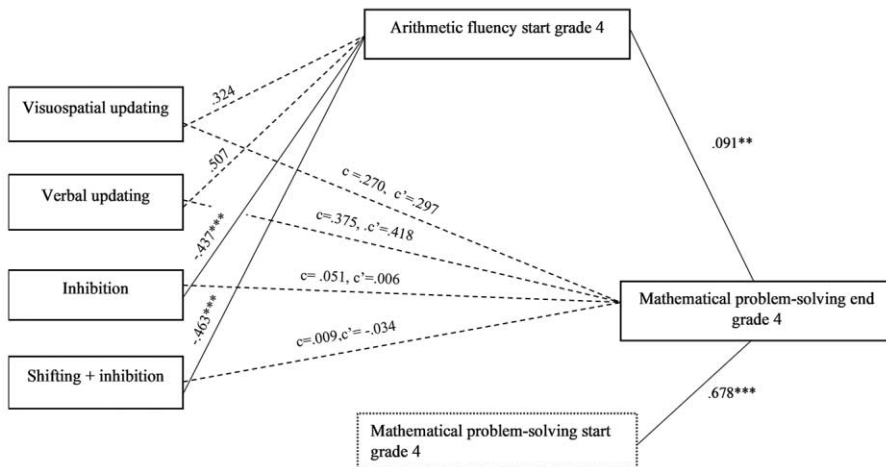 Arithmetic fluency start grade 4
Visuospatial updating
.324
.091**
.507
c =.270, c’=.297
Verbal updating
c=.375, .c’=.418
-.437***
Inhibition
c= .051, c’=.006
Mathematical problem-solving end
grade 4
-.463***
c=.009,c’= -.034
Shifting + inhibition
.678***
Mathematical problem-solving start
grade 4